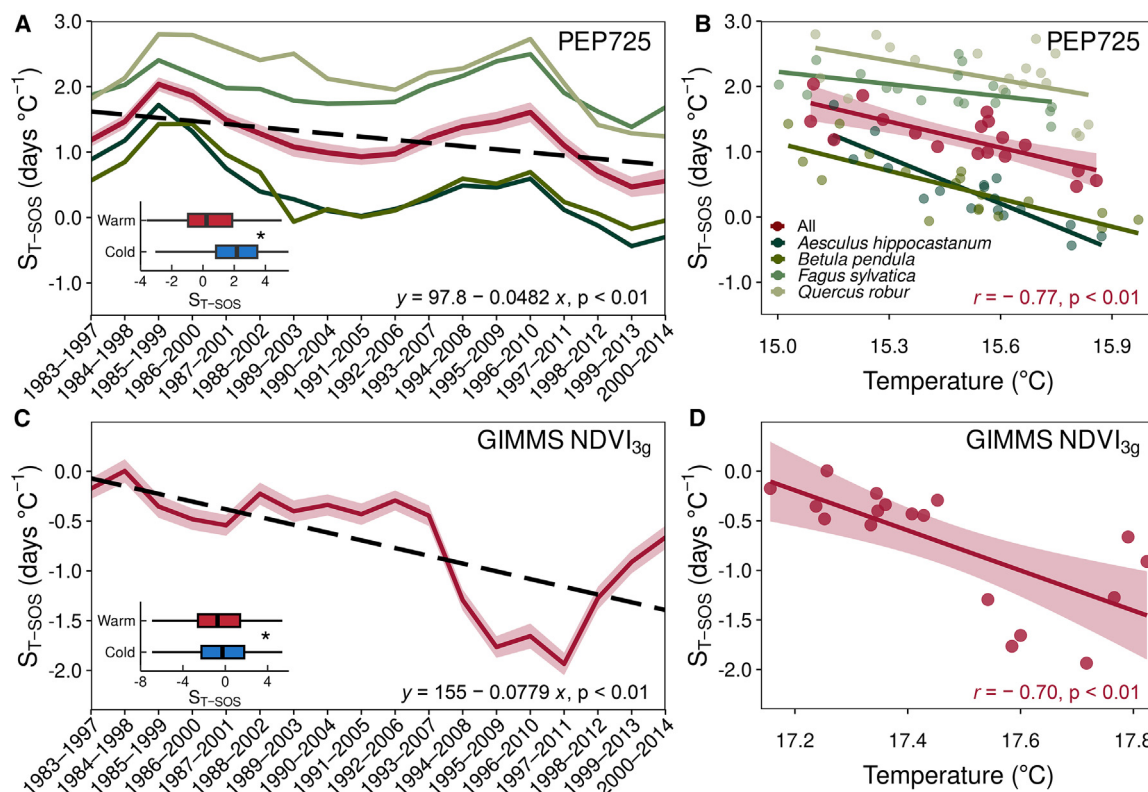 A
PEP725
3.0
2.0
1.0
0.0
-1.0
S_T−SOS (days °C⁻¹)
Warm
Cold
*
-4 -2 0 2 4
S_T−SOS
y = 97.8 − 0.0482 x, p < 0.01
1983−1997
1984−1998
1985−1999
1986−2000
1987−2001
1988−2002
1989−2003
1990−2004
1991−2005
1992−2006
1993−2007
1994−2008
1995−2009
1996−2010
1997−2011
1998−2012
1999−2013
2000−2014
B
PEP725
3.0
2.0
1.0
0.0
-1.0
S_T−SOS (days °C⁻¹)
All
Aesculus hippocastanum
Betula pendula
Fagus sylvatica
Quercus robur
r = − 0.77, p < 0.01
15.0 15.3 15.6 15.9
Temperature (°C)
C
GIMMS NDVI₃g
0.0
-0.5
-1.0
-1.5
-2.0
S_T−SOS (days °C⁻¹)
Warm
Cold
*
-8 -4 0 4
S_T−SOS
y = 155 − 0.0779 x, p < 0.01
1983−1997
1984−1998
1985−1999
1986−2000
1987−2001
1988−2002
1989−2003
1990−2004
1991−2005
1992−2006
1993−2007
1994−2008
1995−2009
1996−2010
1997−2011
1998−2012
1999−2013
2000−2014
D
GIMMS NDVI₃g
0.0
-0.5
-1.0
-1.5
-2.0
S_T−SOS (days °C⁻¹)
r = − 0.70, p < 0.01
17.2 17.4 17.6 17.8
Temperature (°C)